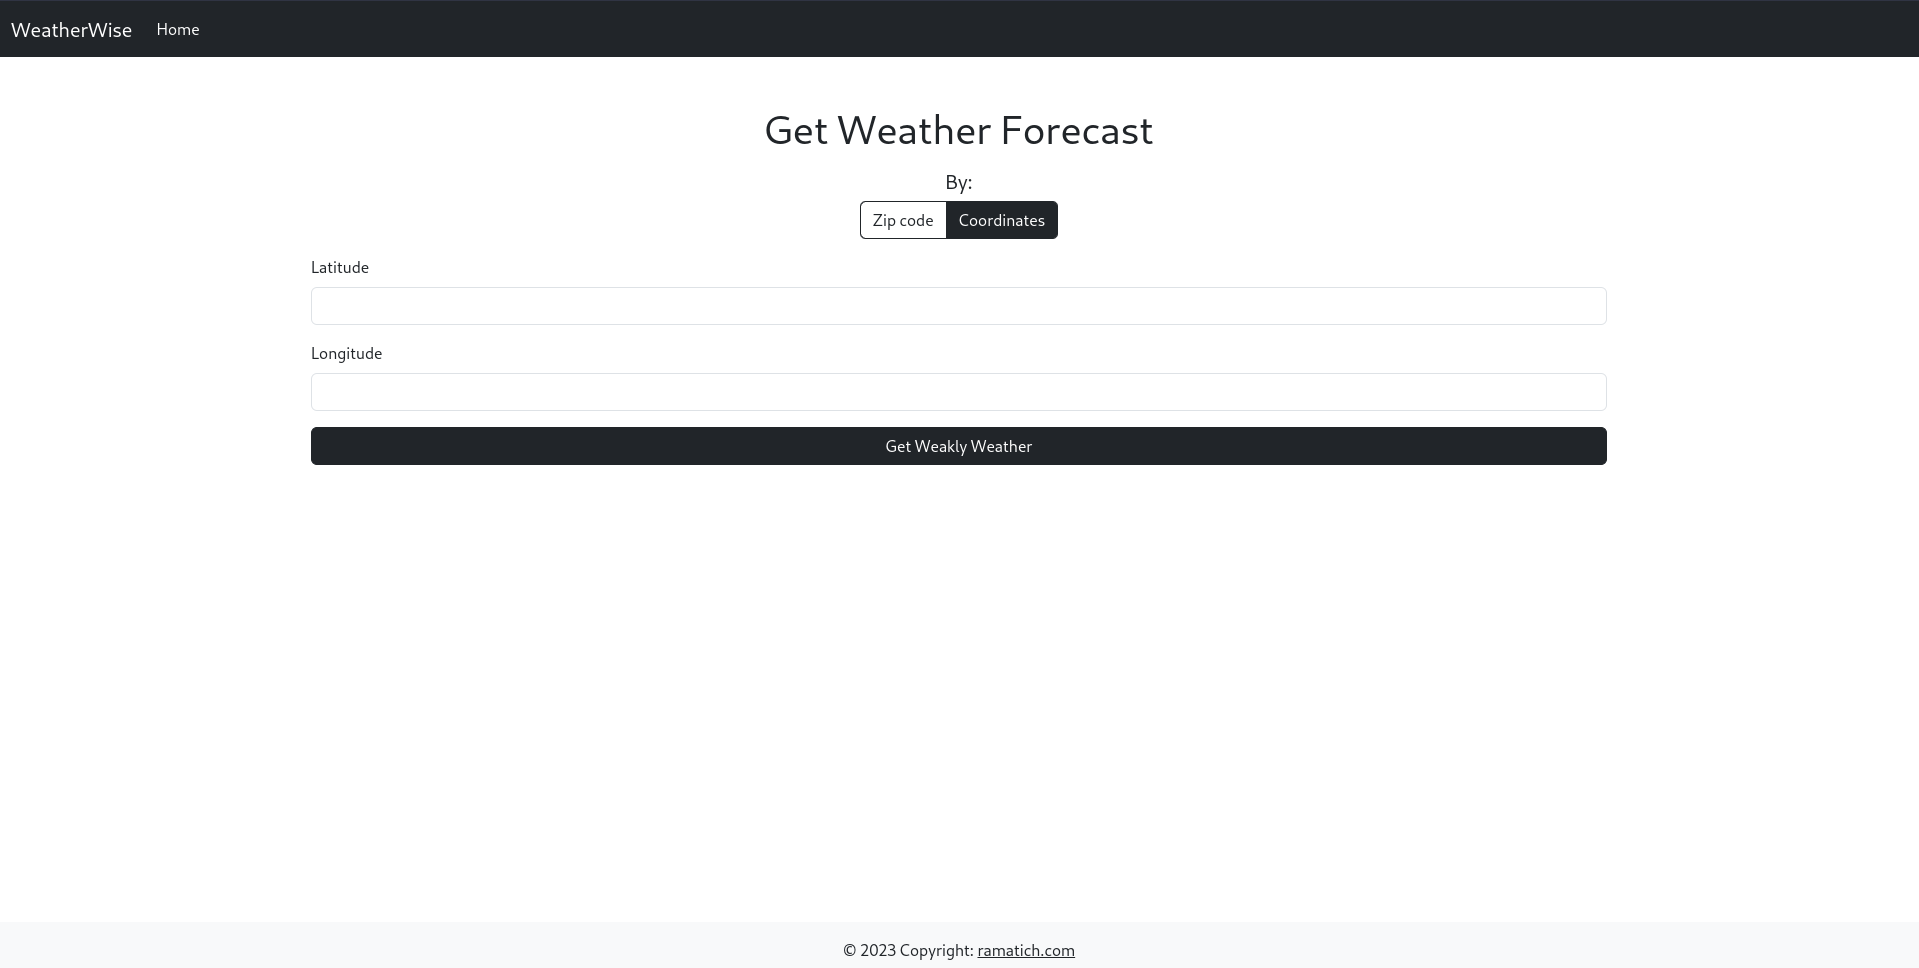 WeatherWise Home
Get Weather Forecast
By:
Zip code Coordinates
Latitude
Longitude
Get Weakly Weather
© 2023 Copyright: ramatich.com